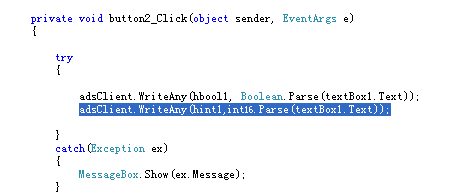 private void button2_Click(object sender, EventArgs e)
{
try
{
adsClient.WriteAny(hbool1, Boolean.Parse(textBox1.Text));
adsClient.WriteAny(hint1,int16.Parse(textBox1.Text));
}
catch(Exception ex)
{
MessageBox.Show(ex.Message);
}